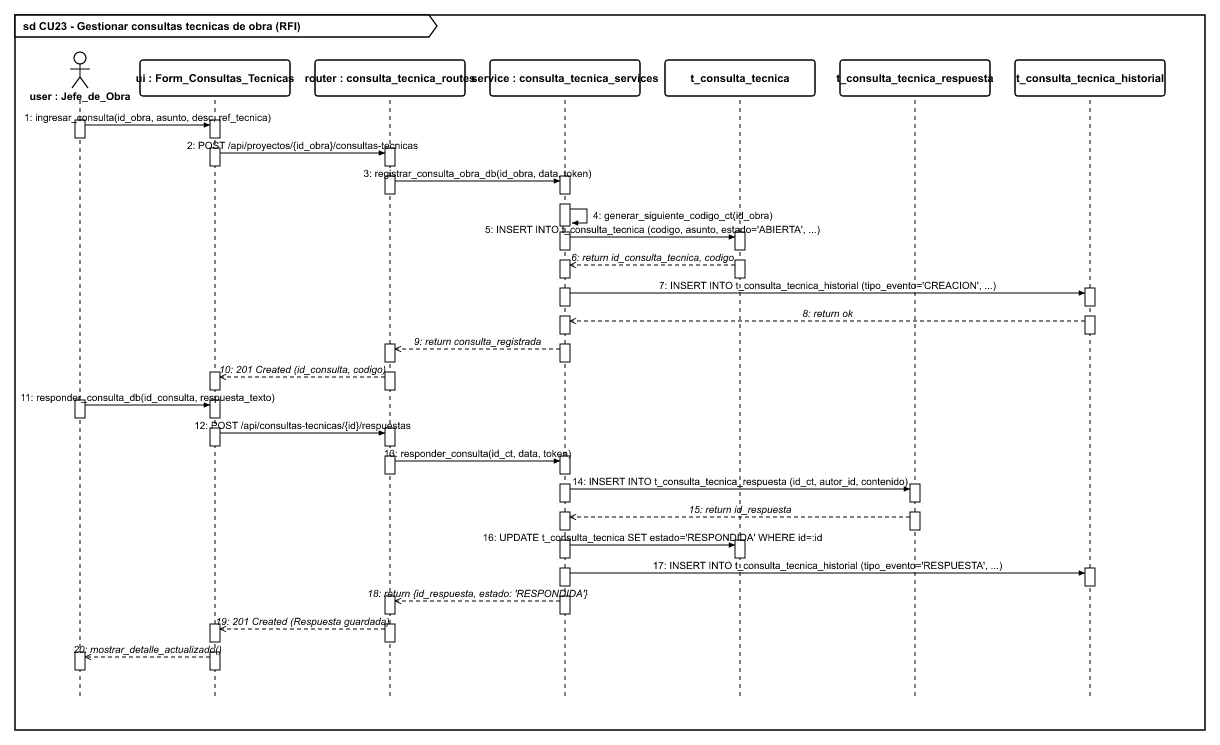 sd CU23 - Gestionar consultas tecnicas de obra (RFI)
user : Jefe_de_Obra
ui : Form_Consultas_Tecnicas
router : consulta_tecnica_routes
service : consulta_tecnica_services
t_consulta_tecnica
t_consulta_tecnica_respuesta
t_consulta_tecnica_historial
1: ingresar_consulta(id_obra, asunto, desc, ref_tecnica)
2: POST /api/proyectos/{id_obra}/consultas-tecnicas
3: registrar_consulta_obra_db(id_obra, data, token)
4: generar_siguiente_codigo_ct(id_obra)
5: INSERT INTO t_consulta_tecnica (codigo, asunto, estado='ABIERTA', ...)
6: return id_consulta_tecnica, codigo
7: INSERT INTO t_consulta_tecnica_historial (tipo_evento='CREACION', ...)
8: return ok
9: return consulta_registrada
10: 201 Created (id_consulta, codigo)
11: responder_consulta_db(id_consulta, respuesta_texto)
12: POST /api/consultas-tecnicas/{id}/respuestas
13: responder_consulta(id_ct, data, token)
14: INSERT INTO t_consulta_tecnica_respuesta (id_ct, autor_id, contenido)
15: return id_respuesta
16: UPDATE t_consulta_tecnica SET estado='RESPONDIDA' WHERE id=:id
17: INSERT INTO t_consulta_tecnica_historial (tipo_evento='RESPUESTA', ...)
18: return {id_respuesta, estado: 'RESPONDIDA'}
19: 201 Created (Respuesta guardada)
20: mostrar_detalle_actualizado()